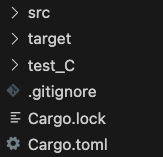 src
target
test_C
.gitignore
Cargo.lock
Cargo.toml